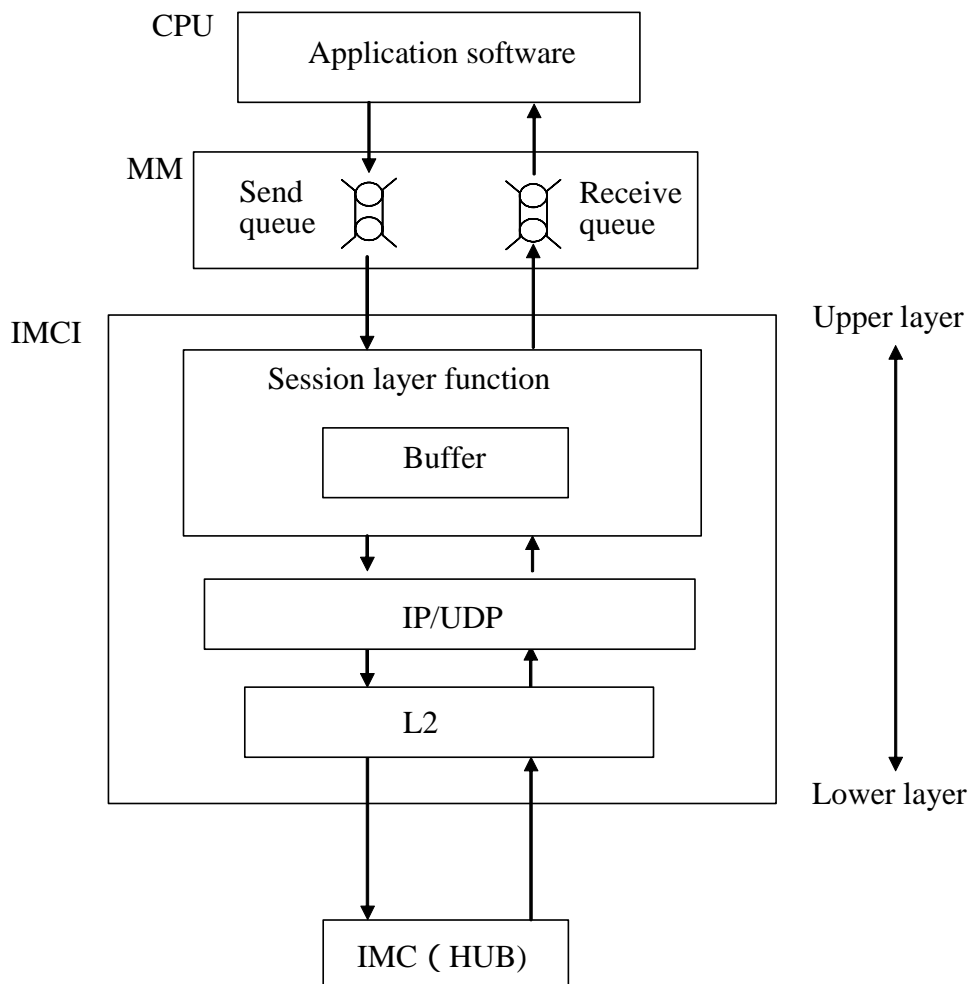 CPU
Application software
MM
Send
queue
Receive
queue
IMCI
Upper layer
Session layer function
Buffer
IP/UDP
L2
Lower layer
IMC ( HUB)